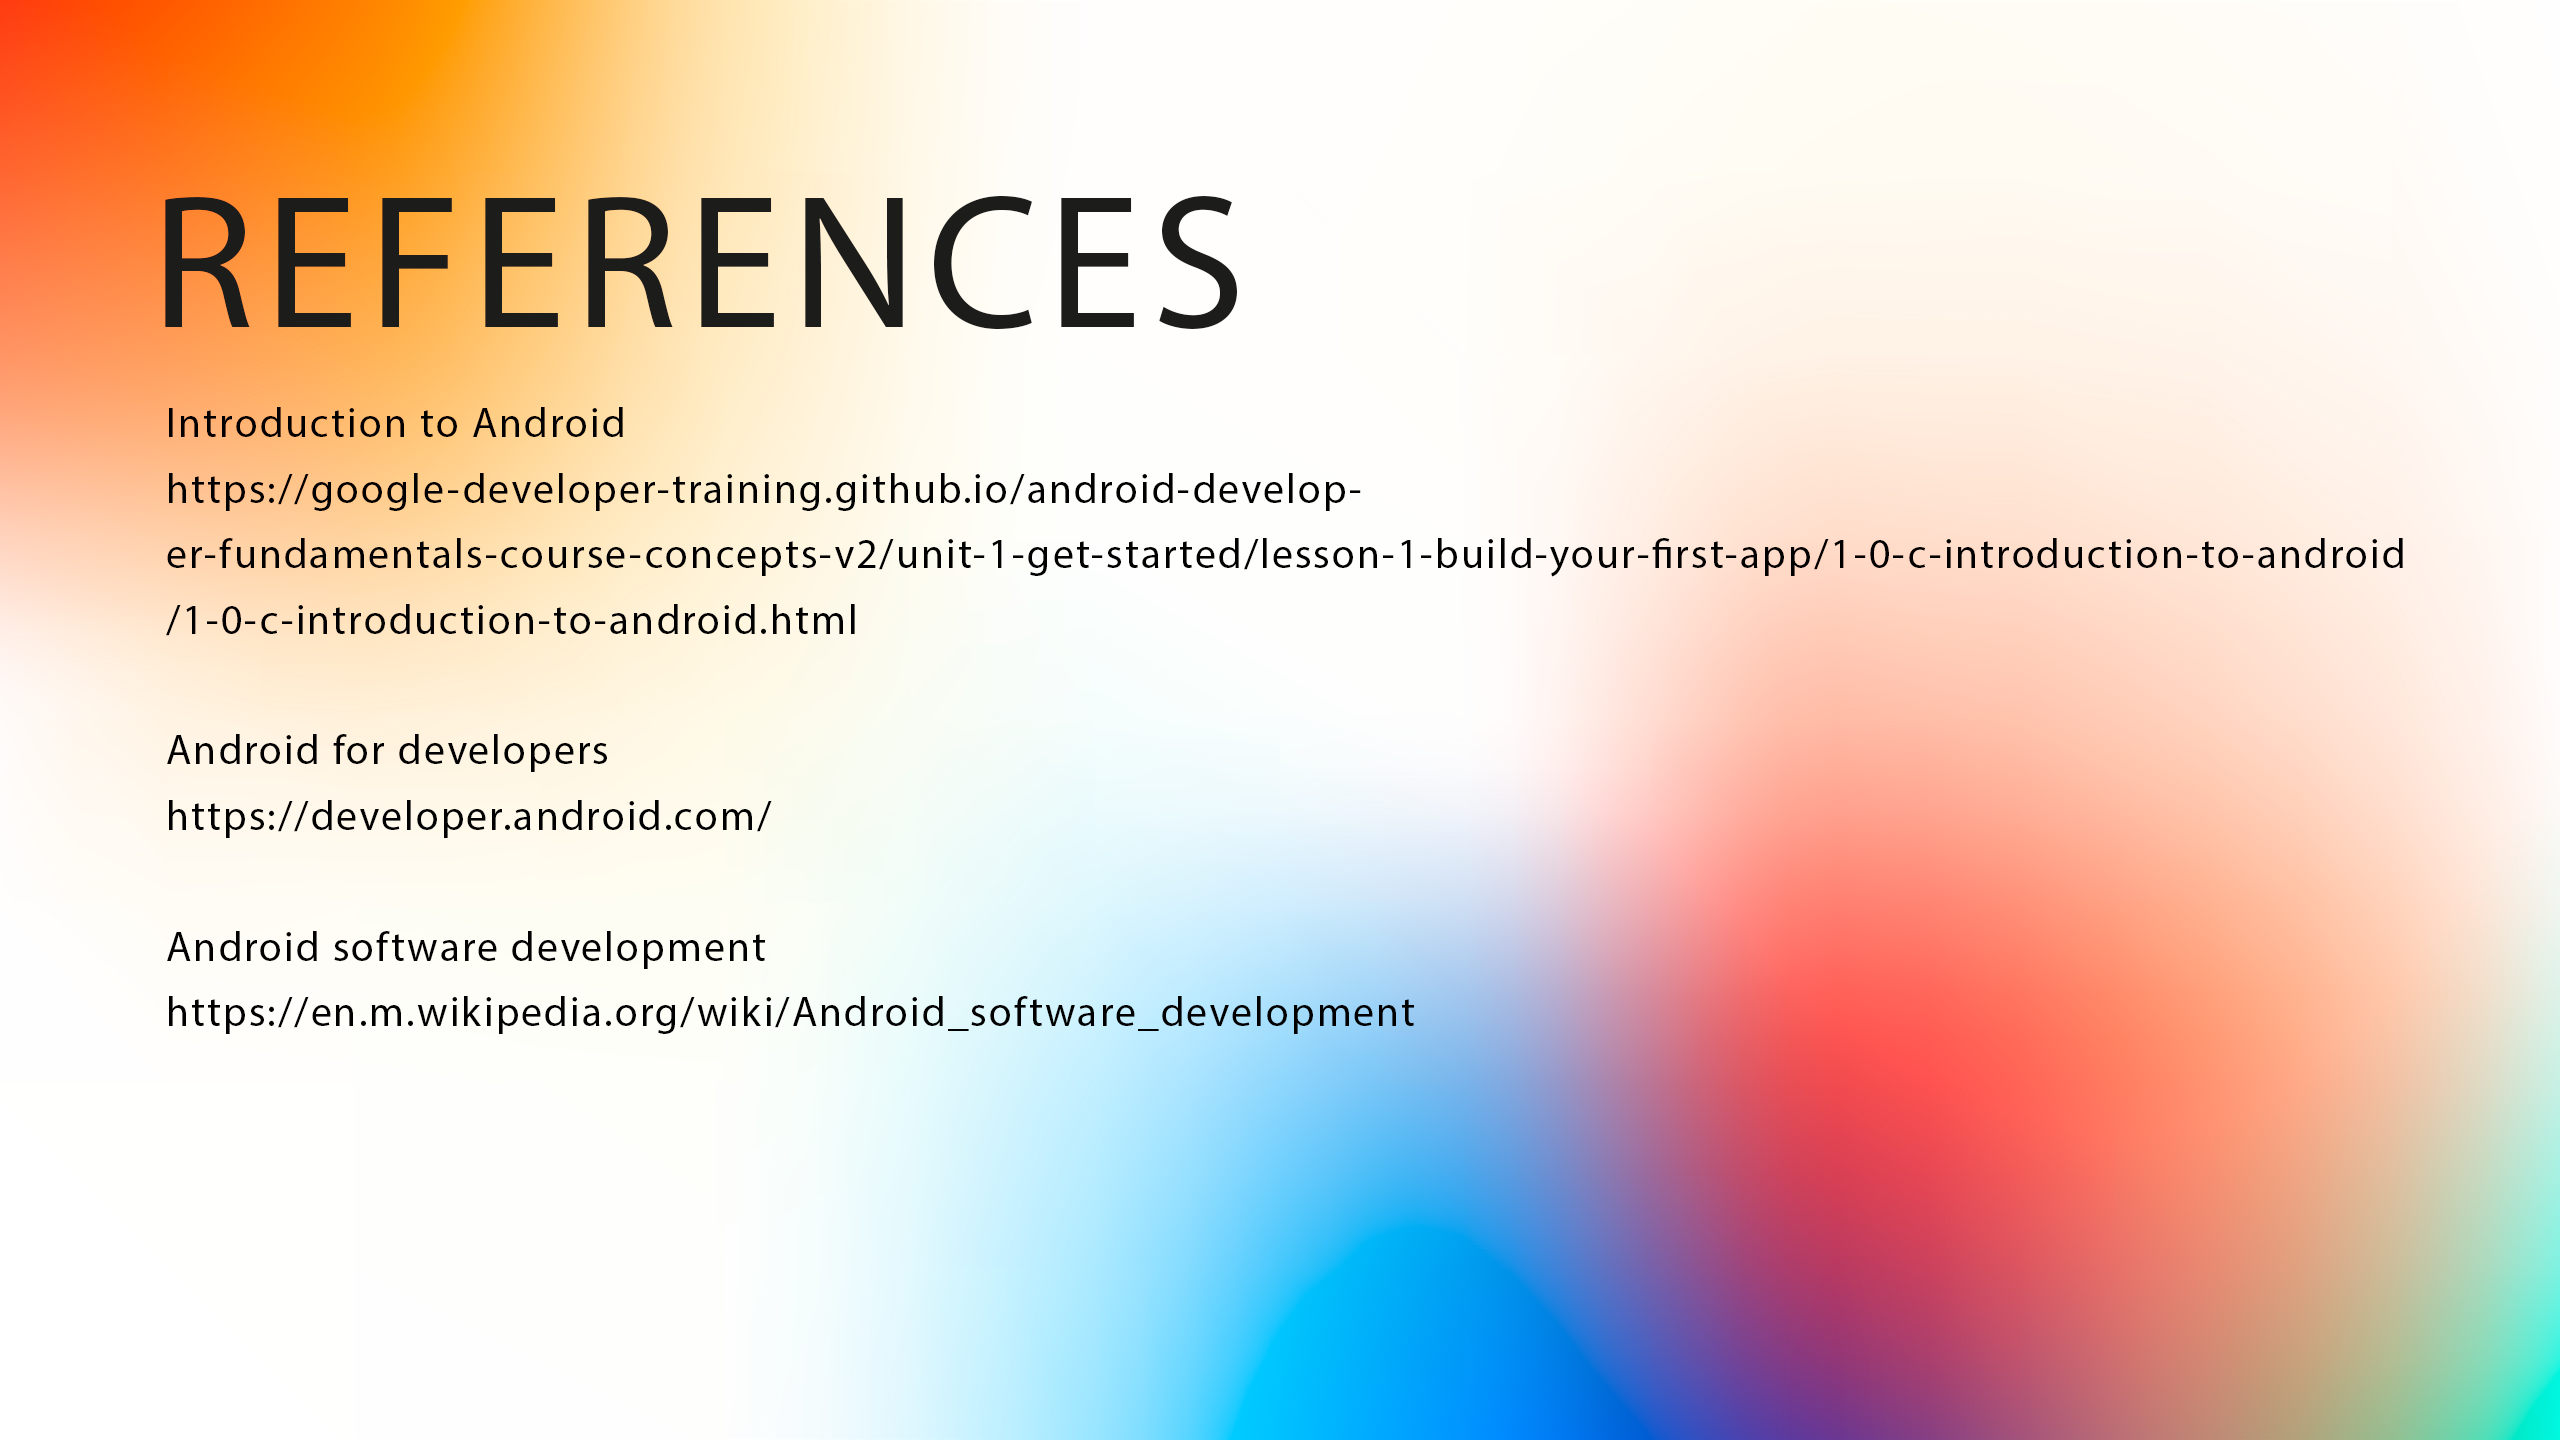 REFERENCES
Introduction to Android
https://google-developer-training.github.io/android-develop-
er-fundamentals-course-concepts-v2/unit-1-get-started/lesson-1-build-your-first-app/1-0-c-introduction-to-android
/1-0-c-introduction-to-android.html
Android for developers
https://developer.android.com/
Android software development
https://en.m.wikipedia.org/wiki/Android_software_development